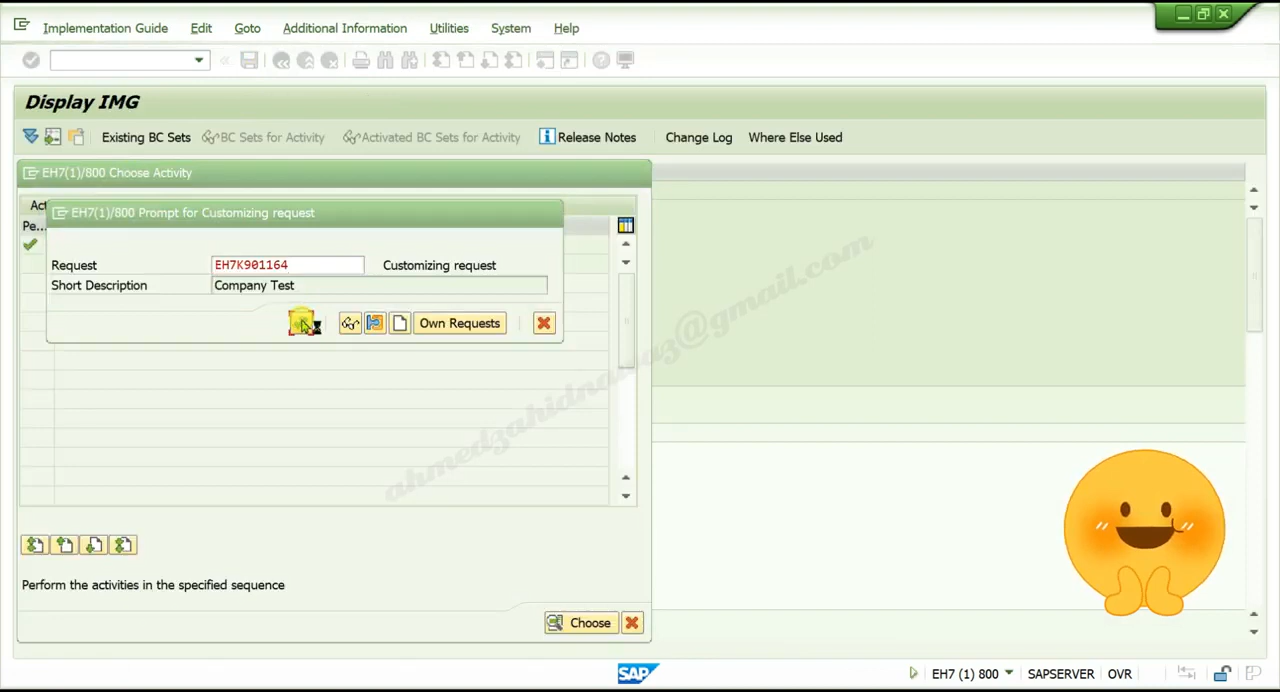 Implementation Guide Edit Goto Additional Information Utilities System Help
Display IMG
Existing BC Sets BC Sets for Activity Activated BC Sets for Activity Release Notes Change Log Where Else Used
EH7(1)/800 Choose Activity
Act
EH7(1)/800 Prompt for Customizing request
Pe...
Request EH7K901164 Customizing request
Short Description Company Test
Own Requests
ahmedzahidnawuz@gmail.com
Perform the activities in the specified sequence
Choose
SAP EH7 (1) 800 SAPSERVER OVR